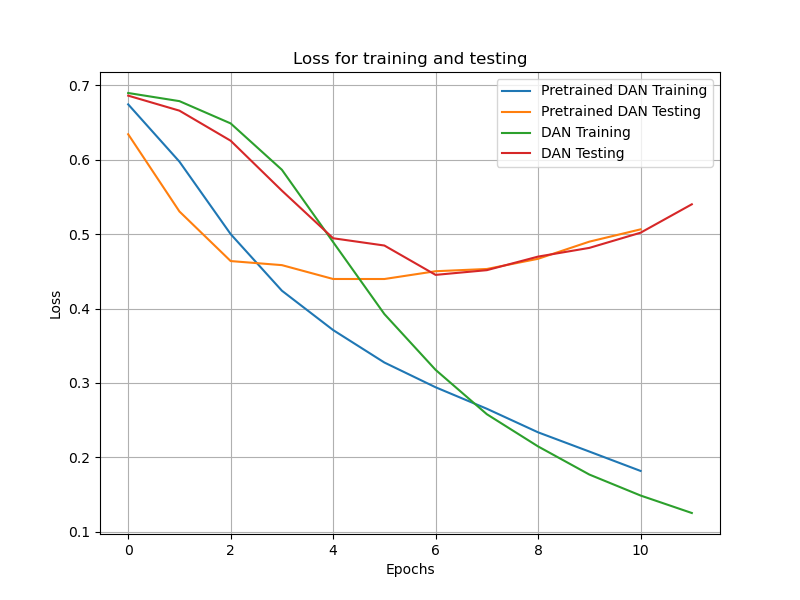 Loss for training and testing
Pretrained DAN Training
Pretrained DAN Testing
DAN Training
DAN Testing
0.7
0.6
0.5
0.4
0.3
0.2
0.1
Loss
0 2 4 6 8 10
Epochs